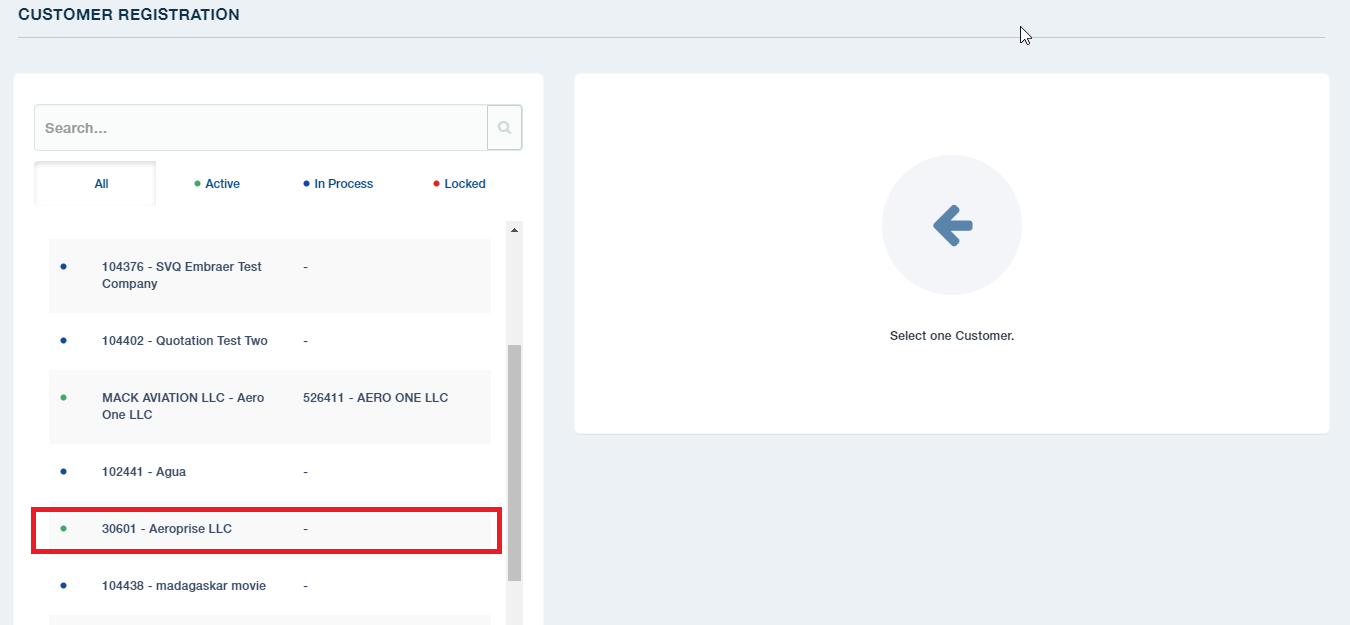 CUSTOMER REGISTRATION
Search...
All
Active
In Process
Locked
104376 - SVQ Embraer Test -
Company
104402 - Quotation Test Two -
MACK AVIATION LLC - Aero 526411 - AERO ONE LLC
One LLC
102441 - Agua -
30601 - Aeroprise LLC -
104438 - madagaskar movie -
Select one Customer.